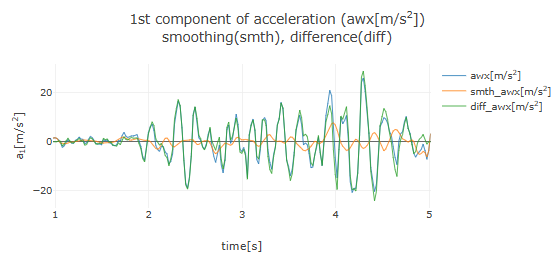 1st component of acceleration (awx[m/s²])
smoothing(smth), difference(diff)
awx[m/s²]
smth_awx[m/s²]
diff_awx[m/s²]
a₁[m/s²]
20
0
−20
1
2
3
4
5
time[s]